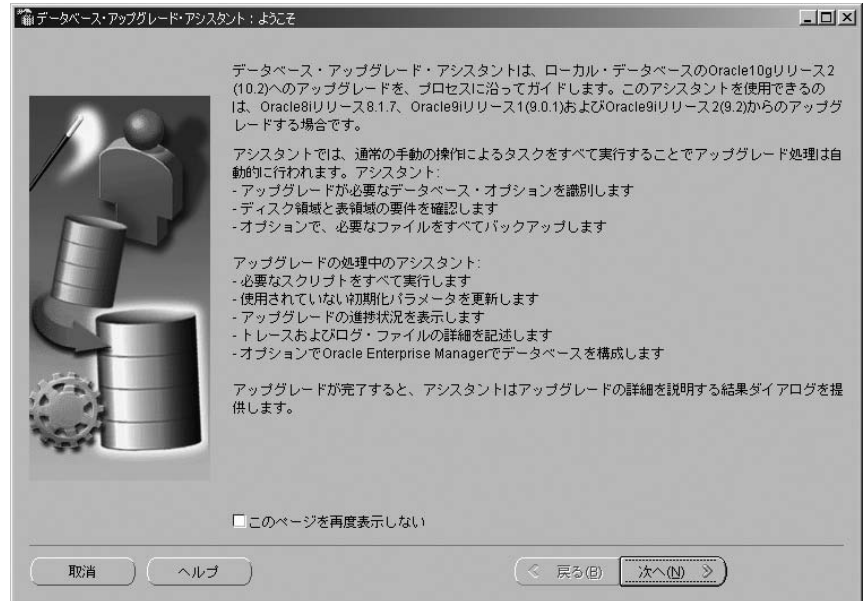 データベース・アップグレード・アシスタント：ようこそ
データベース・アップグレード・アシスタントは、ローカル・データベースのOracle10gリリース2
(10.2)へのアップグレードを、プロセスに沿ってガイドします。このアシスタントを使用できるの
は、Oracle8iリリース8.1.7、Oracle9iリリース1(9.0.1)およびOracle9iリリース2(9.2)からのアップグ
レードする場合です。
アシスタントでは、通常の手動の操作によるタスクをすべて実行することでアップグレード処理は自
動的に行われます。アシスタント:
- アップグレードが必要なデータベース・オプションを識別します
- ディスク領域と表領域の要件を確認します
- オプションで、必要なファイルをすべてバックアップします
アップグレードの処理中のアシスタント:
- 必要なスクリプトをすべて実行します
- 使用されていない初期化パラメータを更新します
- アップグレードの進捗状況を表示します
- トレースおよびログ・ファイルの詳細を記述します
- オプションでOracle Enterprise Managerでデータベースを構成します
アップグレードが完了すると、アシスタントはアップグレードの詳細を説明する結果ダイアログを提
供します。
このページを再度表示しない
取消 ヘルプ 戻る(B) 次へ(N)